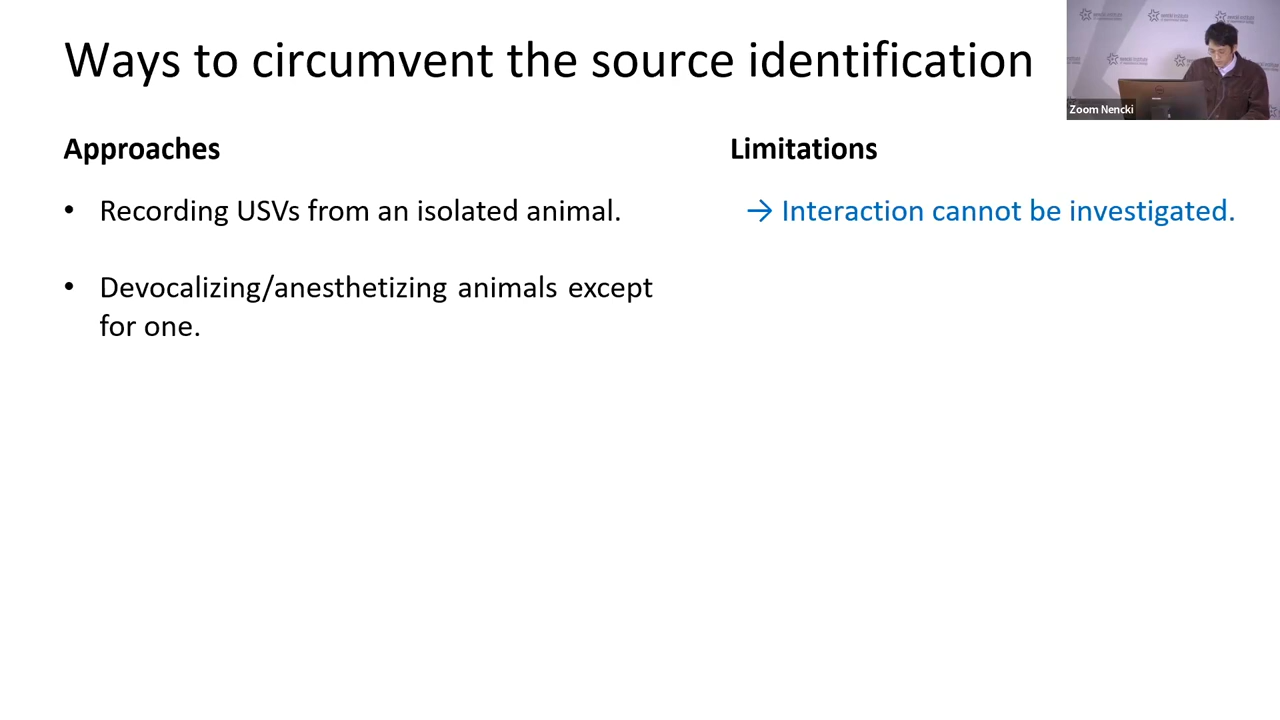 Ways to circumvent the source identification
Zoom Nencki
Approaches
Limitations
• Recording USVs from an isolated animal.
→ Interaction cannot be investigated.
• Devocalizing/anesthetizing animals except
for one.